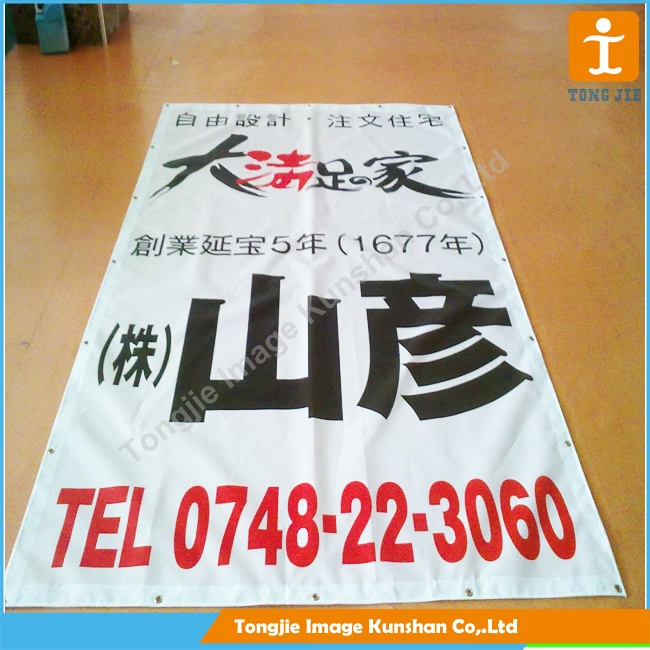 TONG JIE
自由設計・注文住宅
大満足の家
創業延宝5年(1677年)
(株)山彦
TEL 0748-22-3060
Tongjie Image Kunshan Co,.Ltd
Tongjie Image Kunshan Co,.Ltd